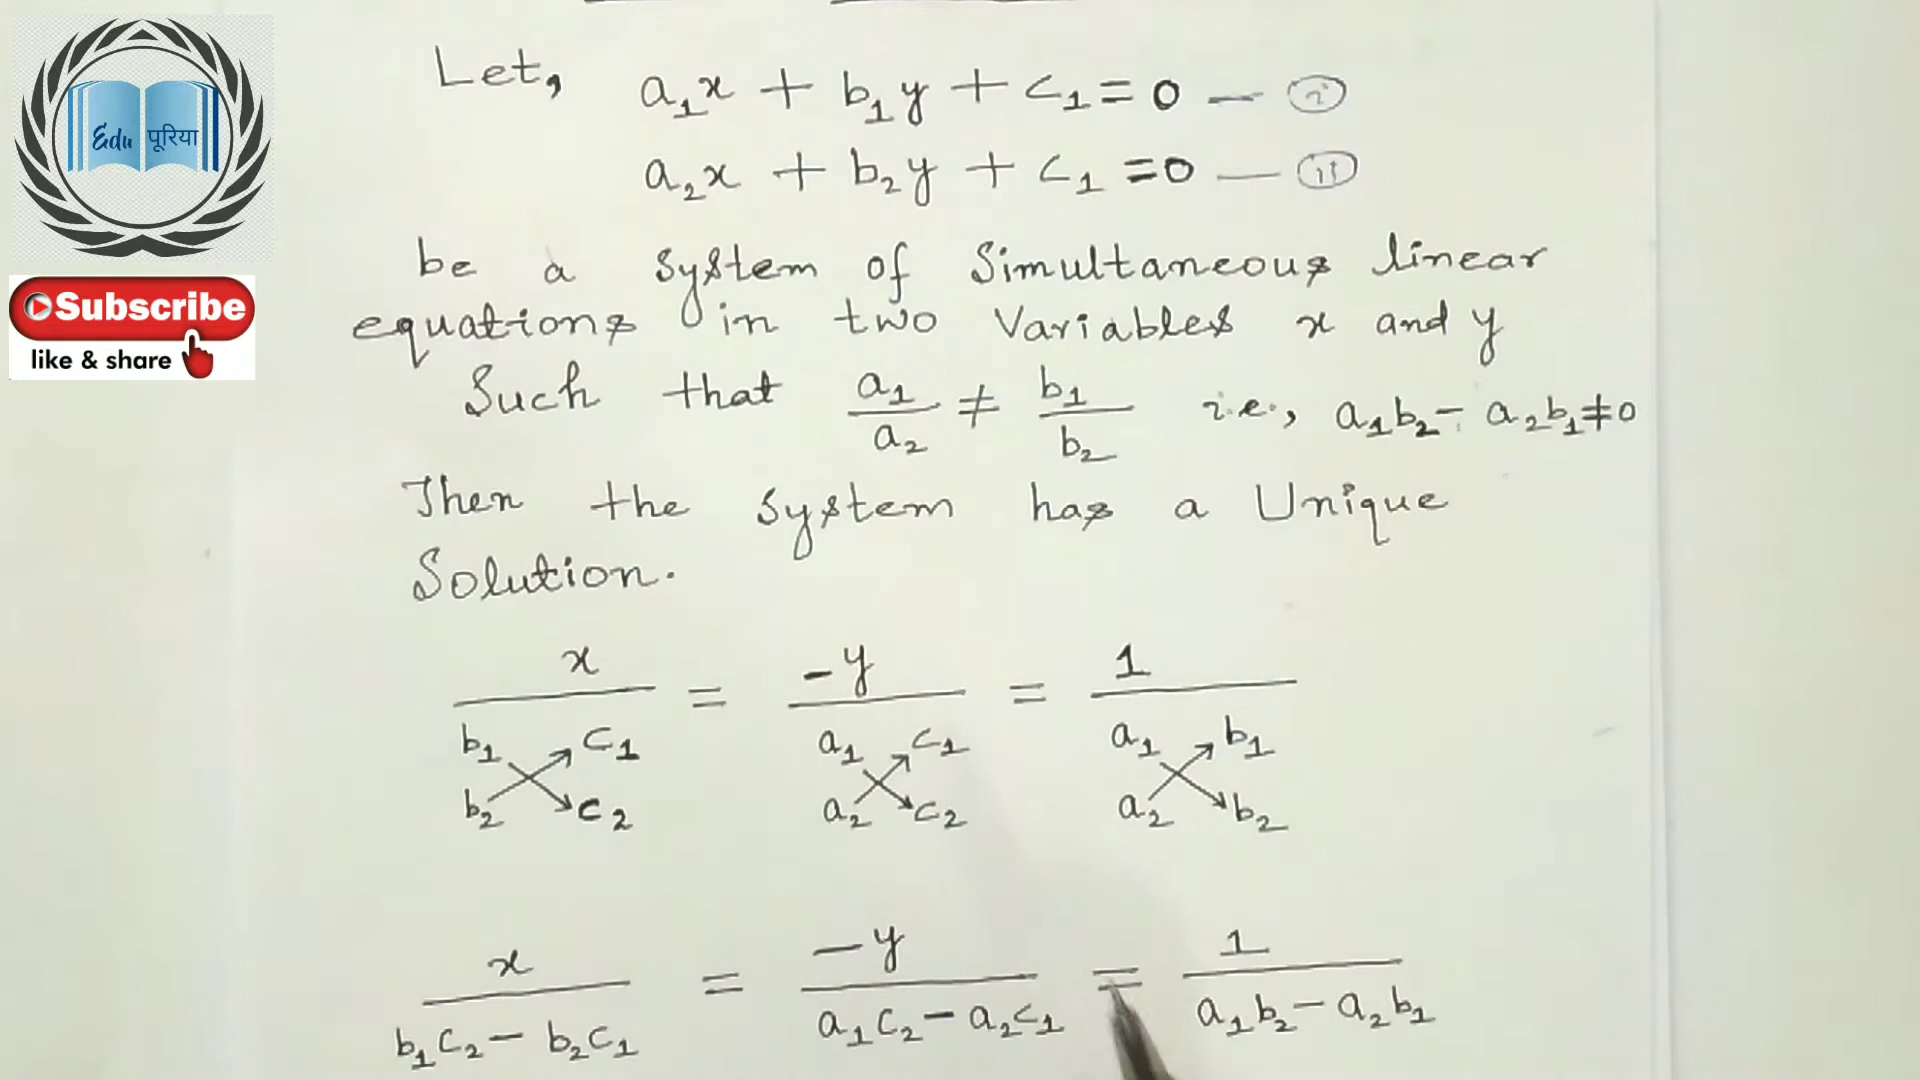 Let, a₁x + b₁y + c₁ = 0 — (i)
a₂x + b₂y + c₁ = 0 — (ii)
be a system of simultaneous linear
equations in two Variables x and y
Such that a₁/a₂ ≠ b₁/b₂ i.e., a₁b₂ - a₂b₁ ≠ 0
Then the system has a Unique
Solution.
x = -y = 1
b₁ c₁ a₁ c₁ a₁ b₁
b₂ c₂ a₂ c₂ a₂ b₂
x = -y = 1
b₁c₂ - b₂c₁ a₁c₂ - a₂c₁ a₁b₂ - a₂b₁
Edu पूरिया
Subscribe
like & share